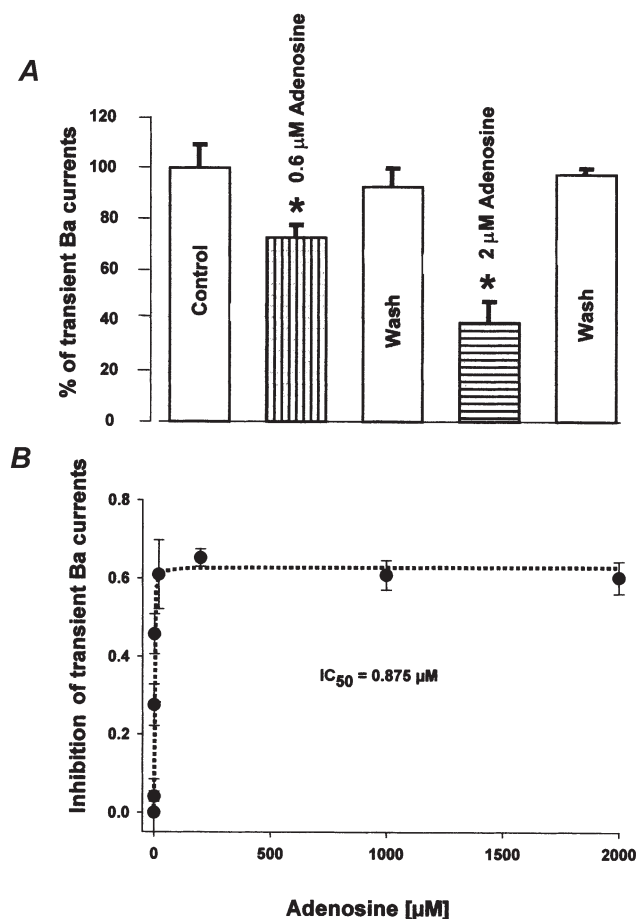 A
% of transient Ba currents
120
100
80
60
40
20
0
Control
* 0.6 µM Adenosine
Wash
* 2 µM Adenosine
Wash
B
Inhibition of transient Ba currents
0.8
0.6
0.4
0.2
0.0
IC50 = 0.875 µM
0 500 1000 1500 2000
Adenosine [µM]